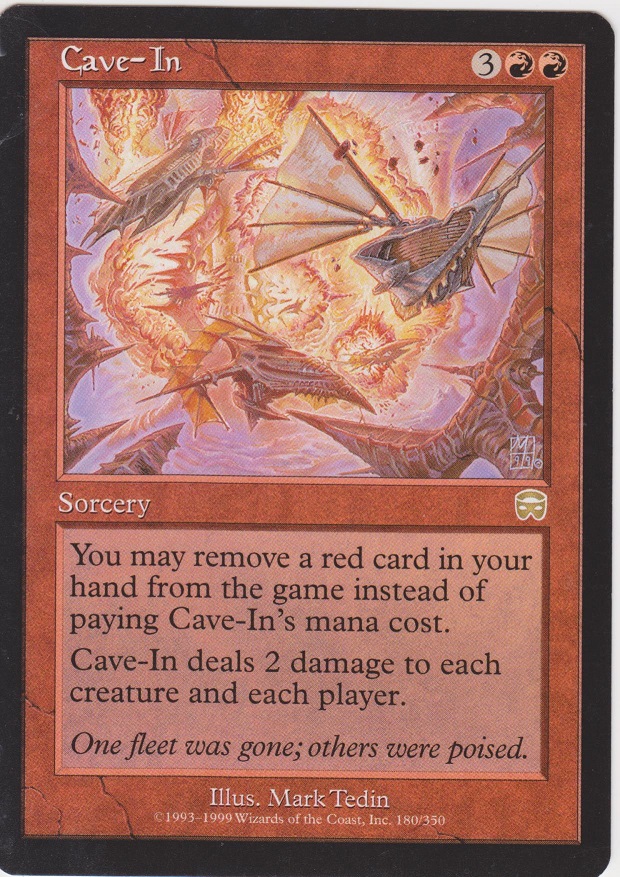 Cave-In 3
Sorcery
You may remove a red card in your
hand from the game instead of
paying Cave-In's mana cost.
Cave-In deals 2 damage to each
creature and each player.
One fleet was gone; others were poised.
Illus. Mark Tedin
©1993–1999 Wizards of the Coast, Inc. 180/350